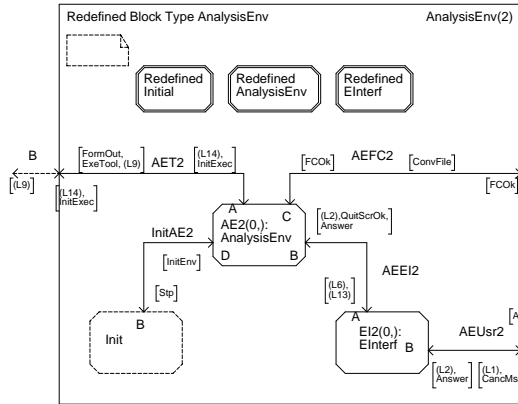 Redefined Block Type AnalysisEnv
AnalysisEnv(2)
Redefined
Initial
Redefined
AnalysisEnv
Redefined
EInterf
B
(L9)
FormOut,
ExeTool, (L9)
AET2
(L14),
InitExec
(L14),
InitExec
AEFC2
FCOk
ConvFile
FCOk
A
C
AE2(0,):
AnalysisEnv
D
B
(L2),QuitScrOk,
Answer
InitAE2
InitEnv
Stp
AEEI2
(L6),
(L13)
B
Init
A
EI2(0,):
EInterf
B
AEUsr2
(L2),
Answer
(L1),
CancMs